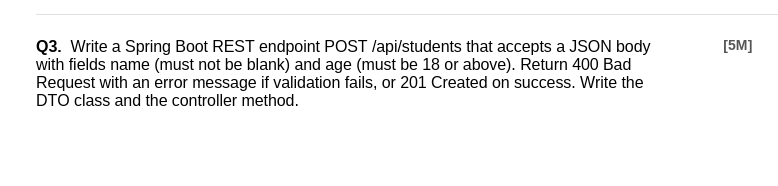 Q3. Write a Spring Boot REST endpoint POST /api/students that accepts a JSON body [5M]
with fields name (must not be blank) and age (must be 18 or above). Return 400 Bad
Request with an error message if validation fails, or 201 Created on success. Write the
DTO class and the controller method.